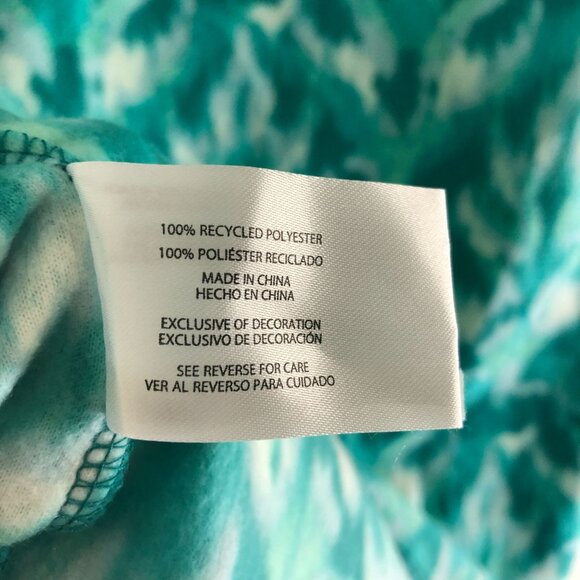 100% RECYCLED POLYESTER
100% POLIÉSTER RECICLADO
MADE IN CHINA
HECHO EN CHINA
EXCLUSIVE OF DECORATION
EXCLUSIVO DE DECORACIÓN
SEE REVERSE FOR CARE
VER AL REVERSO PARA CUIDADO